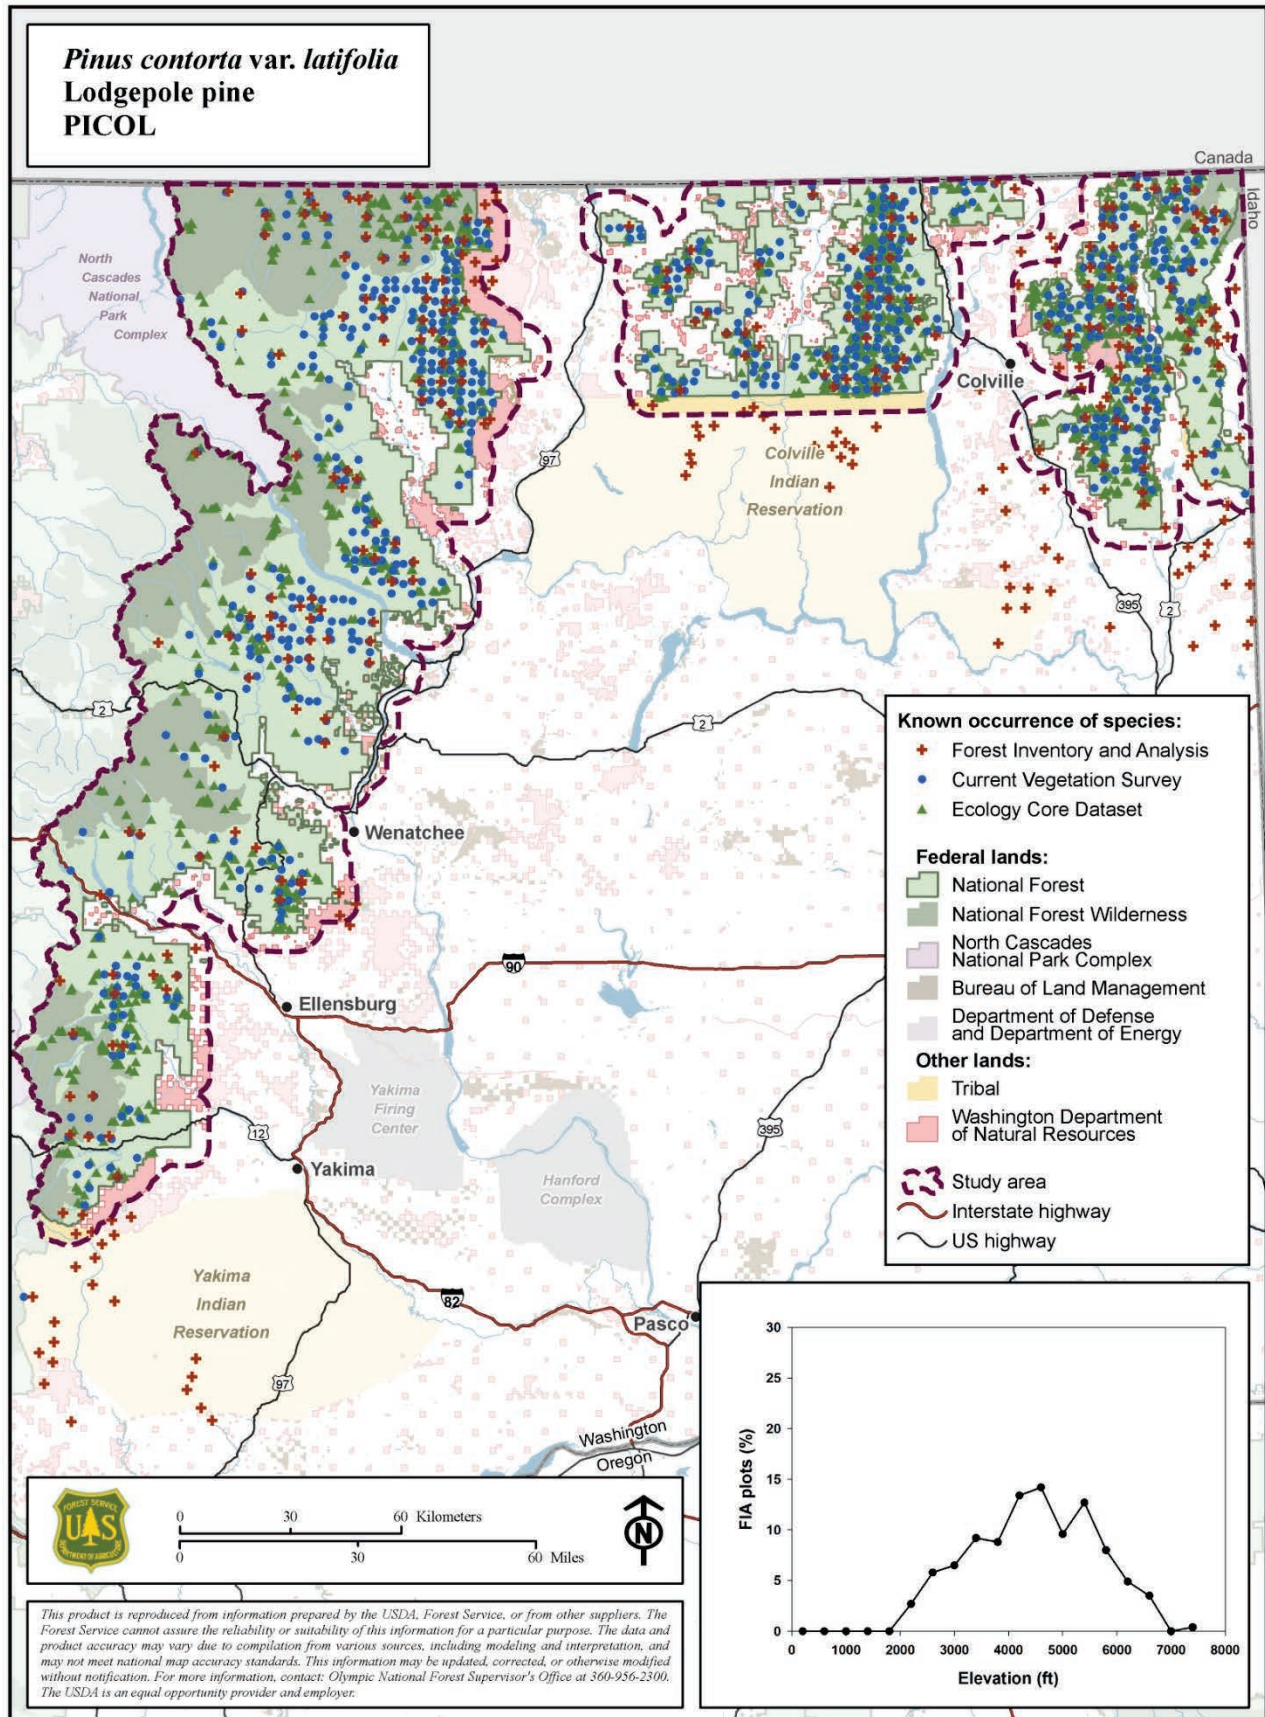 Pinus contorta var. latifolia
Lodgepole pine
PICOL
Canada
Idaho
North
Cascades
National
Park
Complex
Colville
97
Colville
Indian
Reservation
395
2
2
2
Wenatchee
90
Ellensburg
Yakima
Firing
Center
12
Yakima
Hanford
Complex
395
Yakima
Indian
Reservation
82
Pasco
97
Washington
Oregon
Known occurrence of species:
Forest Inventory and Analysis
Current Vegetation Survey
Ecology Core Dataset
Federal lands:
National Forest
National Forest Wilderness
North Cascades
National Park Complex
Bureau of Land Management
Department of Defense
and Department of Energy
Other lands:
Tribal
Washington Department
of Natural Resources
Study area
Interstate highway
US highway
30
25
20
15
10
5
0
FIA plots (%)
0 1000 2000 3000 4000 5000 6000 7000 8000
Elevation (ft)
FOREST SERVICE
UAS
DEPARTMENT OF AGRICULTURE
0 30 60 Kilometers
0 30 60 Miles
N
This product is reproduced from information prepared by the USDA, Forest Service, or from other suppliers. The
Forest Service cannot assure the reliability or suitability of this information for a particular purpose. The data and
product accuracy may vary due to compilation from various sources, including modeling and interpretation, and
may not meet national map accuracy standards. This information may be updated, corrected, or otherwise modified
without notification. For more information, contact: Olympic National Forest Supervisor's Office at 360-956-2300.
The USDA is an equal opportunity provider and employer.